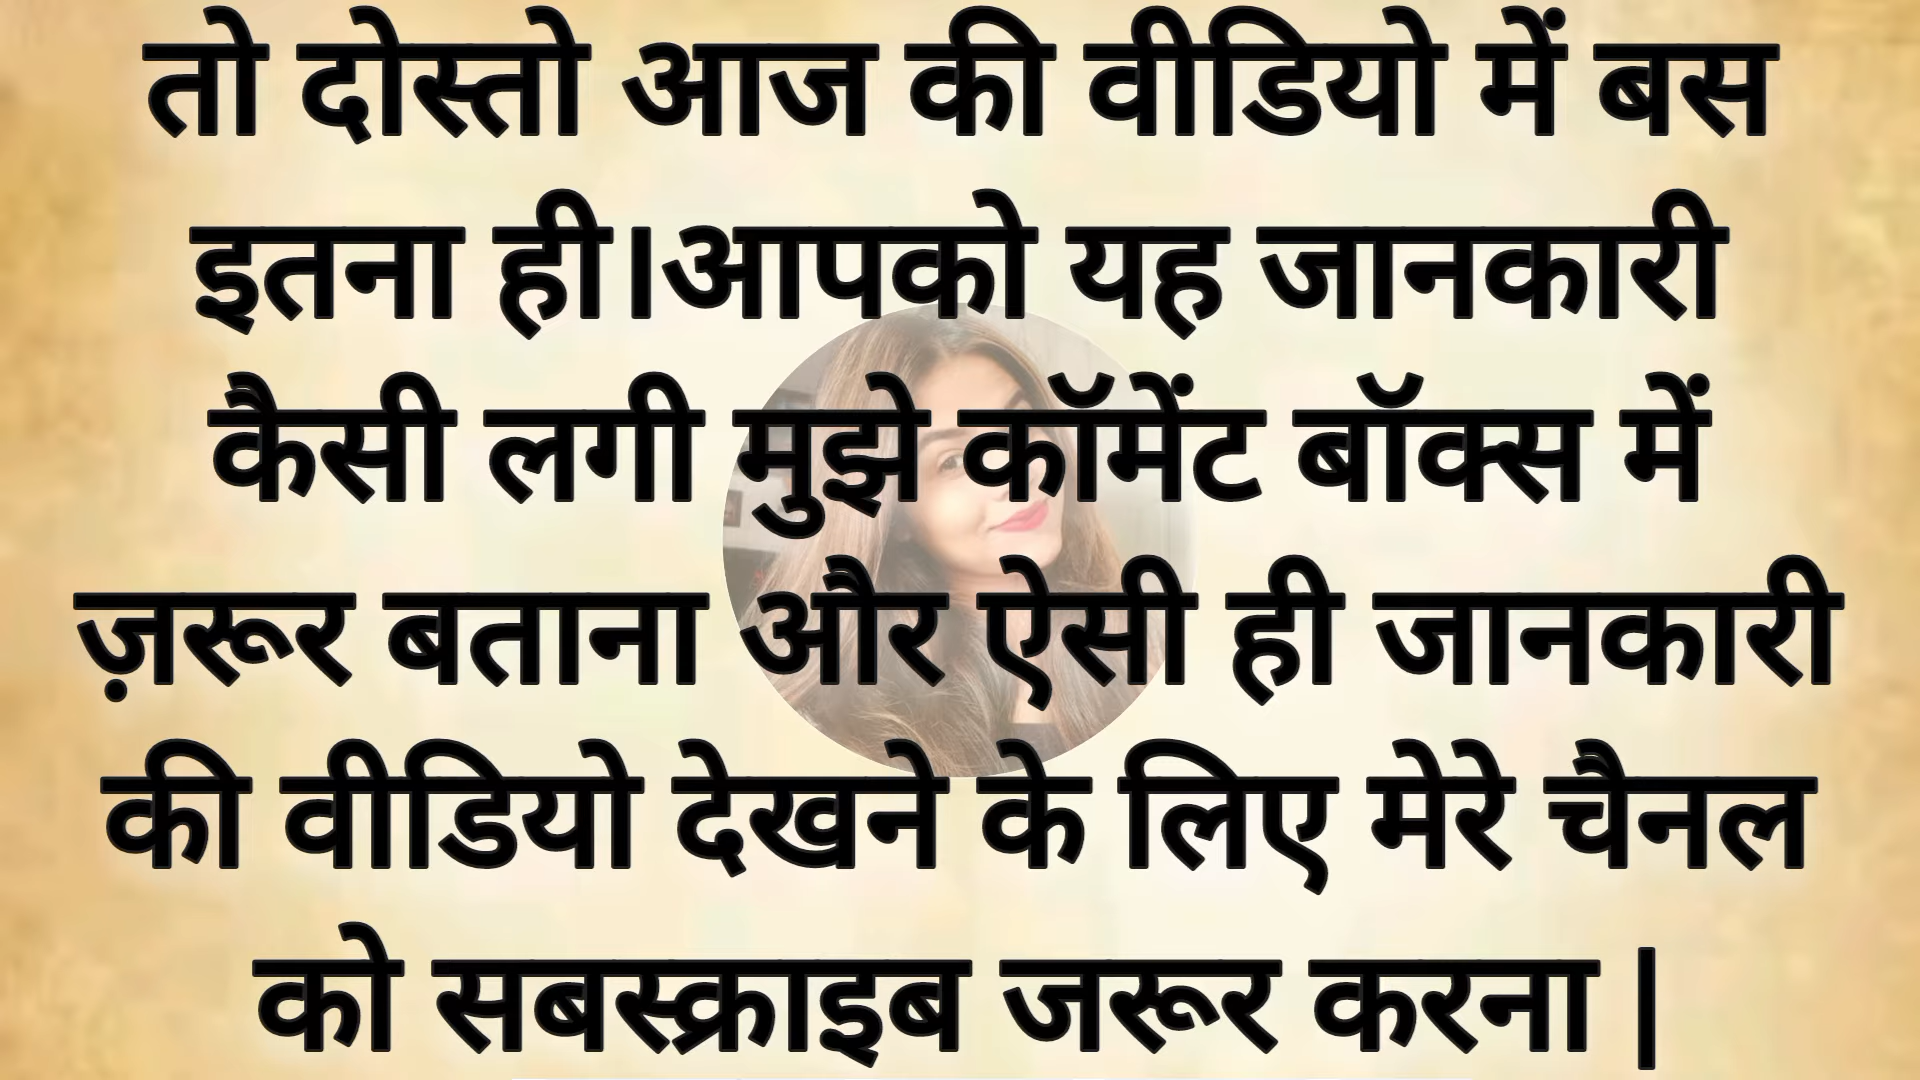 तो दोस्तो आज की वीडियो में बस
इतना ही।आपको यह जानकारी
कैसी लगी मुझे कॉमेंट बॉक्स में
ज़रूर बताना और ऐसी ही जानकारी
की वीडियो देखने के लिए मेरे चैनल
को सबस्क्राइब जरूर करना |